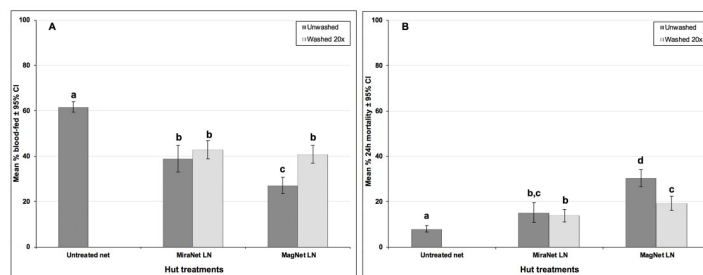 A
Unwashed
Washed 20x
Mean % blood-fed ± 95% CI
100
80
60
40
20
0
a
b
b
c
b
Untreated net
MiraNet LN
MagNet LN
Hut treatments
B
Unwashed
Washed 20x
Mean % 24h mortality ± 95% CI
100
80
60
40
20
0
a
b,c
b
d
c
Untreated net
MiraNet LN
MagNet LN
Hut treatments